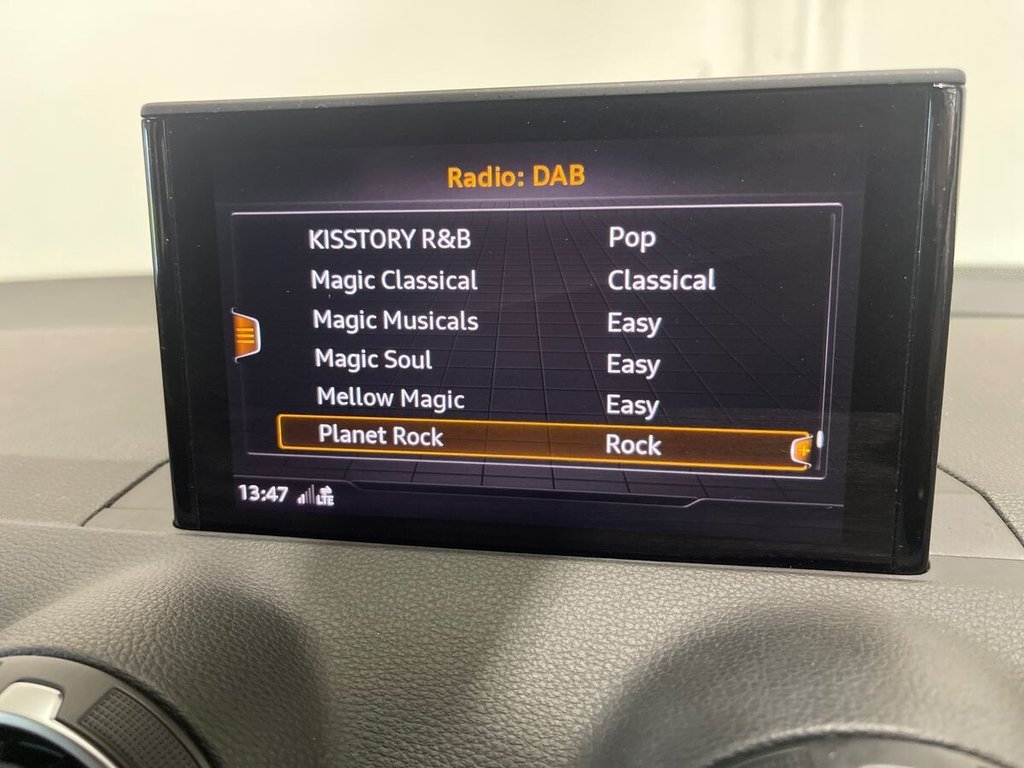 Radio: DAB
KISSTORY R&B Pop
Magic Classical Classical
Magic Musicals Easy
Magic Soul Easy
Mellow Magic Easy
Planet Rock Rock
13:47 LTE